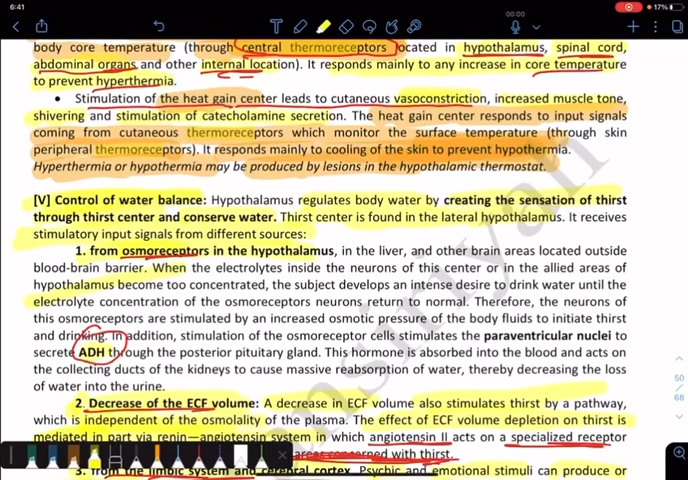 6:41
17%
00:00
body core temperature (through central thermoreceptors located in hypothalamus, spinal cord,
abdominal organs and other internal location). It responds mainly to any increase in core temperature
to prevent hyperthermia.
• Stimulation of the heat gain center leads to cutaneous vasoconstriction, increased muscle tone,
shivering and stimulation of catecholamine secretion. The heat gain center responds to input signals
coming from cutaneous thermoreceptors which monitor the surface temperature (through skin
peripheral thermoreceptors). It responds mainly to cooling of the skin to prevent hypothermia.
Hyperthermia or hypothermia may be produced by lesions in the hypothalamic thermostat.
[V] Control of water balance: Hypothalamus regulates body water by creating the sensation of thirst
through thirst center and conserve water. Thirst center is found in the lateral hypothalamus. It receives
stimulatory input signals from different sources:
1. from osmoreceptors in the hypothalamus, in the liver, and other brain areas located outside
blood-brain barrier. When the electrolytes inside the neurons of this center or in the allied areas of
hypothalamus become too concentrated, the subject develops an intense desire to drink water until the
electrolyte concentration of the osmoreceptors neurons return to normal. Therefore, the neurons of
this osmoreceptors are stimulated by an increased osmotic pressure of the body fluids to initiate thirst
and drinking. In addition, stimulation of the osmoreceptor cells stimulates the paraventricular nuclei to
secrete ADH through the posterior pituitary gland. This hormone is absorbed into the blood and acts on
the collecting ducts of the kidneys to cause massive reabsorption of water, thereby decreasing the loss
of water into the urine.
2. Decrease of the ECF volume: A decrease in ECF volume also stimulates thirst by a pathway,
which is independent of the osmolality of the plasma. The effect of ECF volume depletion on thirst is
mediated in part via renin–angiotensin system in which angiotensin II acts on a specialized receptor
areas concerned with thirst.
3. from the limbic system and cerebral cortex. Psychic and emotional stimuli can produce or
50
68